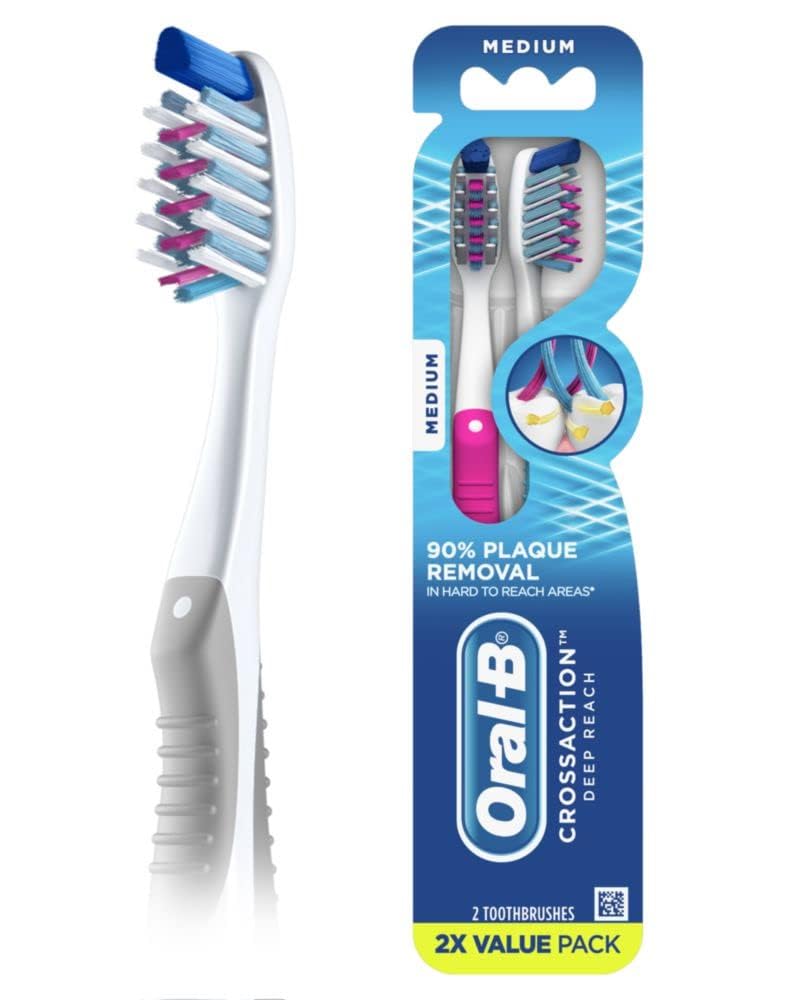 MEDIUM
MEDIUM
90% PLAQUE
REMOVAL
IN HARD TO REACH AREAS*
Oral-B®
CROSSACTION™
DEEP REACH
2 TOOTHBRUSHES
2X VALUE PACK